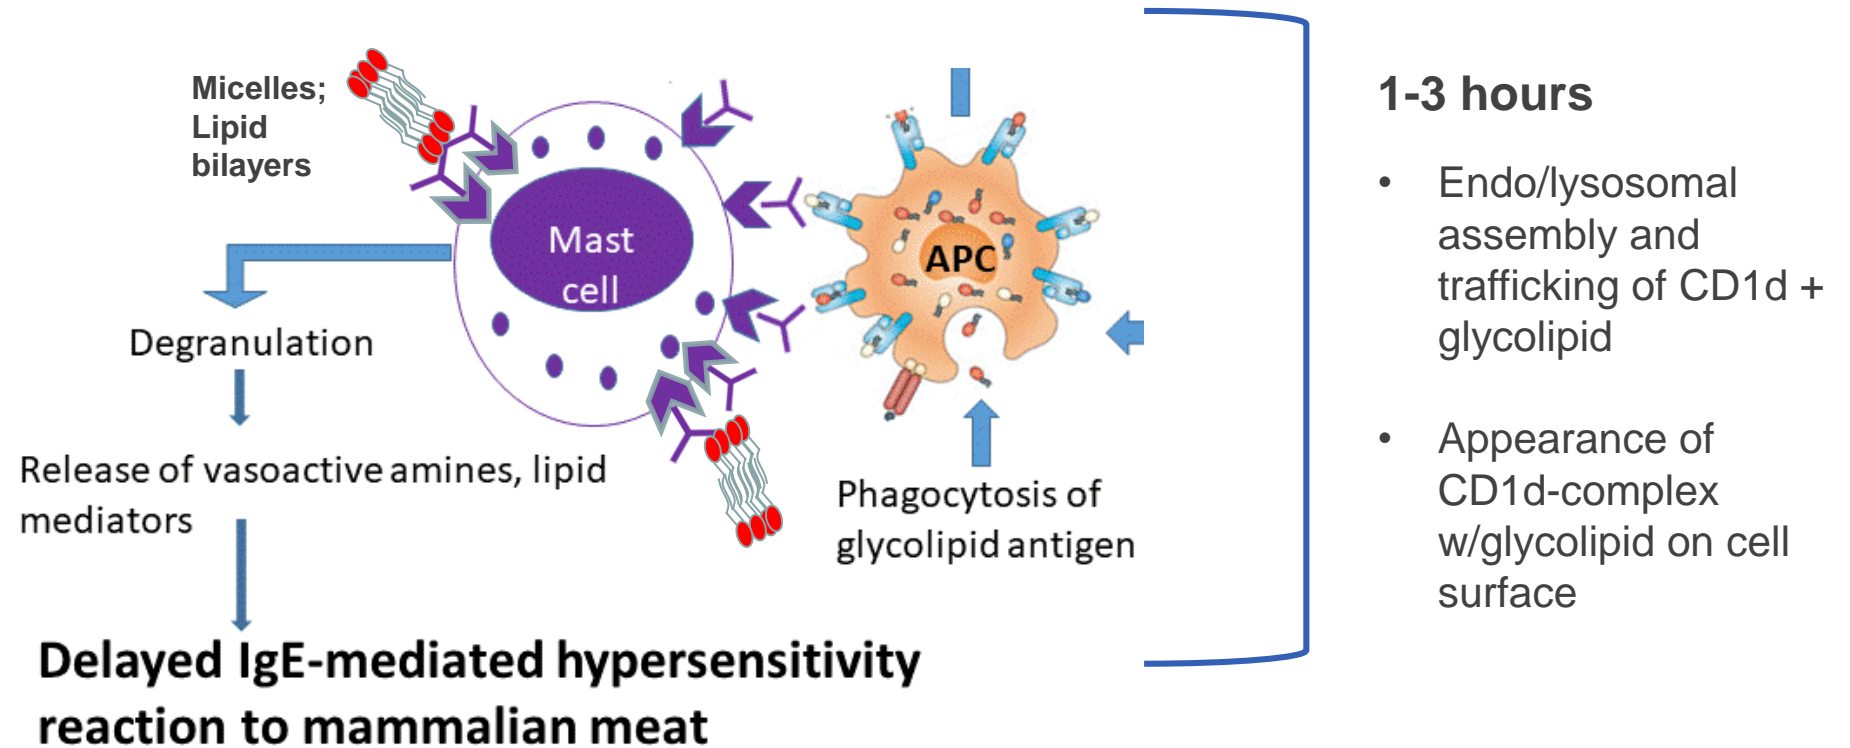 Micelles;
Lipid
bilayers
Mast
cell
APC
Degranulation
Release of vasoactive amines, lipid
mediators
Phagocytosis of
glycolipid antigen
Delayed IgE-mediated hypersensitivity
reaction to mammalian meat
1-3 hours
• Endo/lysosomal
assembly and
trafficking of CD1d +
glycolipid
• Appearance of
CD1d-complex
w/glycolipid on cell
surface